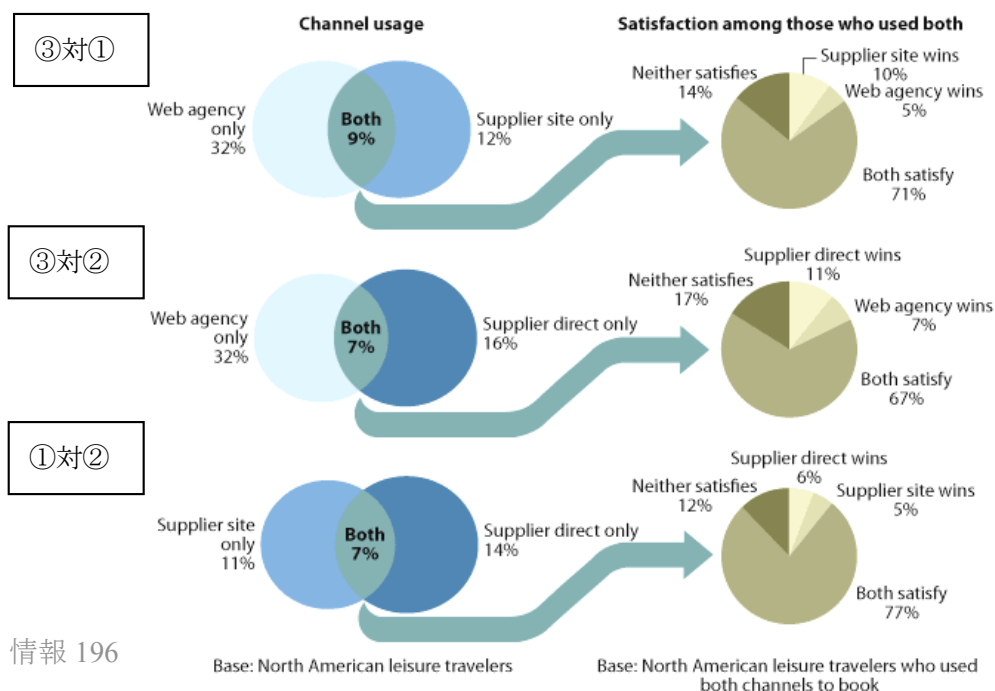 Channel usage
Satisfaction among those who used both
③対①
Web agency
only
32%
Both
9%
Supplier site only
12%
Neither satisfies
14%
Supplier site wins
10%
Web agency wins
5%
Both satisfy
71%
③対②
Web agency
only
32%
Both
7%
Supplier direct only
16%
Neither satisfies
17%
Supplier direct wins
11%
Web agency wins
7%
Both satisfy
67%
①対②
Supplier site
only
11%
Both
7%
Supplier direct only
14%
Neither satisfies
12%
Supplier direct wins
6%
Supplier site wins
5%
Both satisfy
77%
情報 196
Base: North American leisure travelers
Base: North American leisure travelers who used
both channels to book